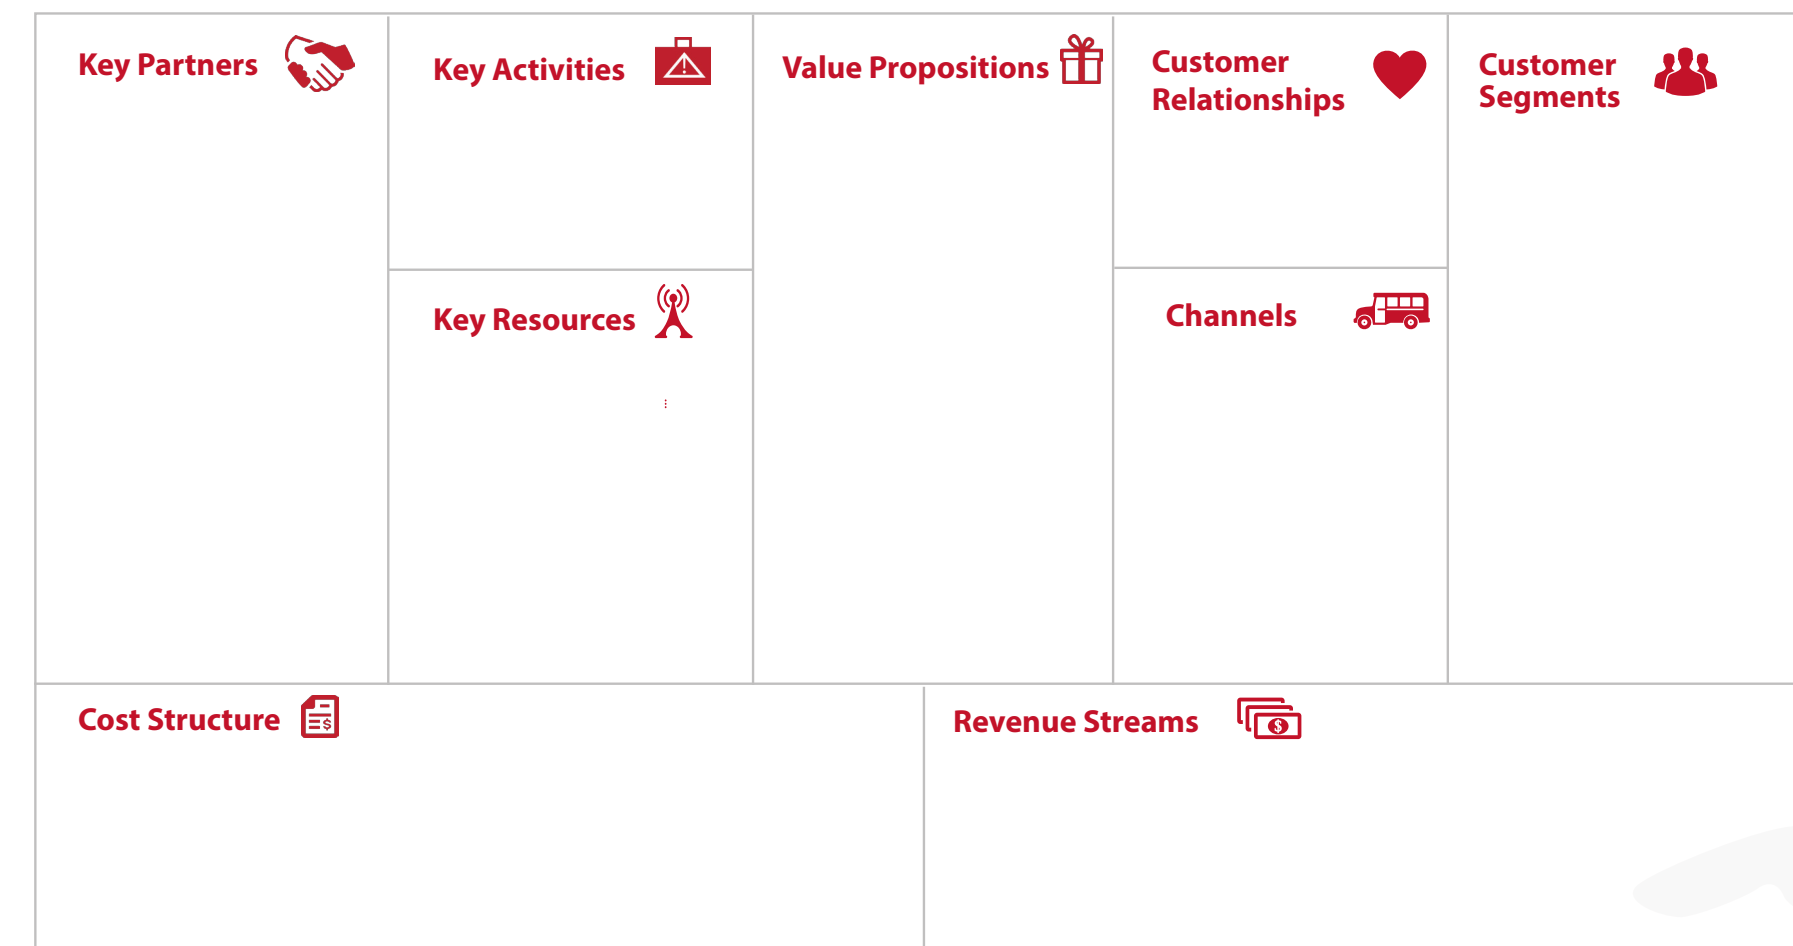 Key Partners
Key Activities
Value Propositions
Customer
Relationships
Customer
Segments
Key Resources
Channels
Cost Structure
Revenue Streams